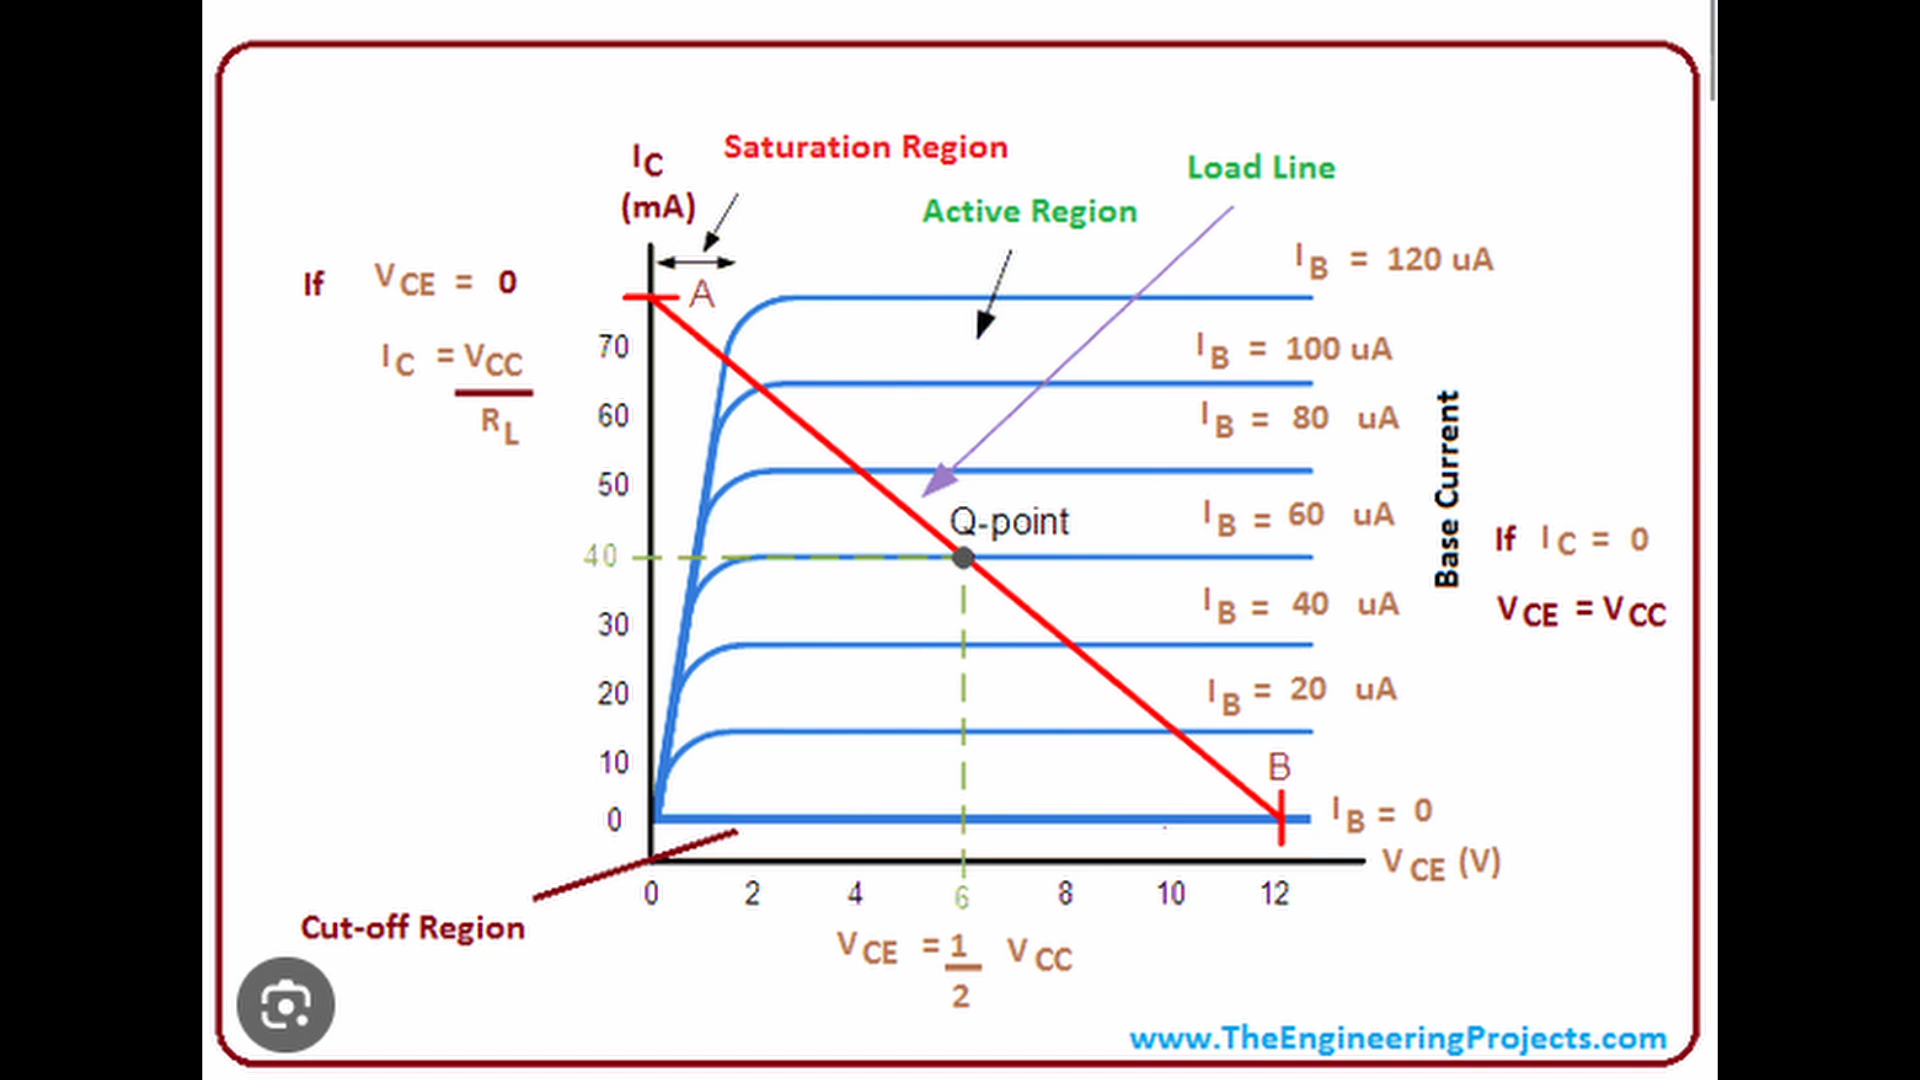 Saturation Region
Load Line
Active Region
IC
(mA)
IB = 120 uA
If VCE = 0
A
IC = VCC
RL
70
IB = 100 uA
60
IB = 80 uA
50
Base Current
Q-point
IB = 60 uA
If IC = 0
40
VCE = VCC
30
IB = 40 uA
20
IB = 20 uA
10
B
0
IB = 0
VCE (V)
0 2 4 6 8 10 12
Cut-off Region
VCE = 1 VCC
2
www.TheEngineeringProjects.com